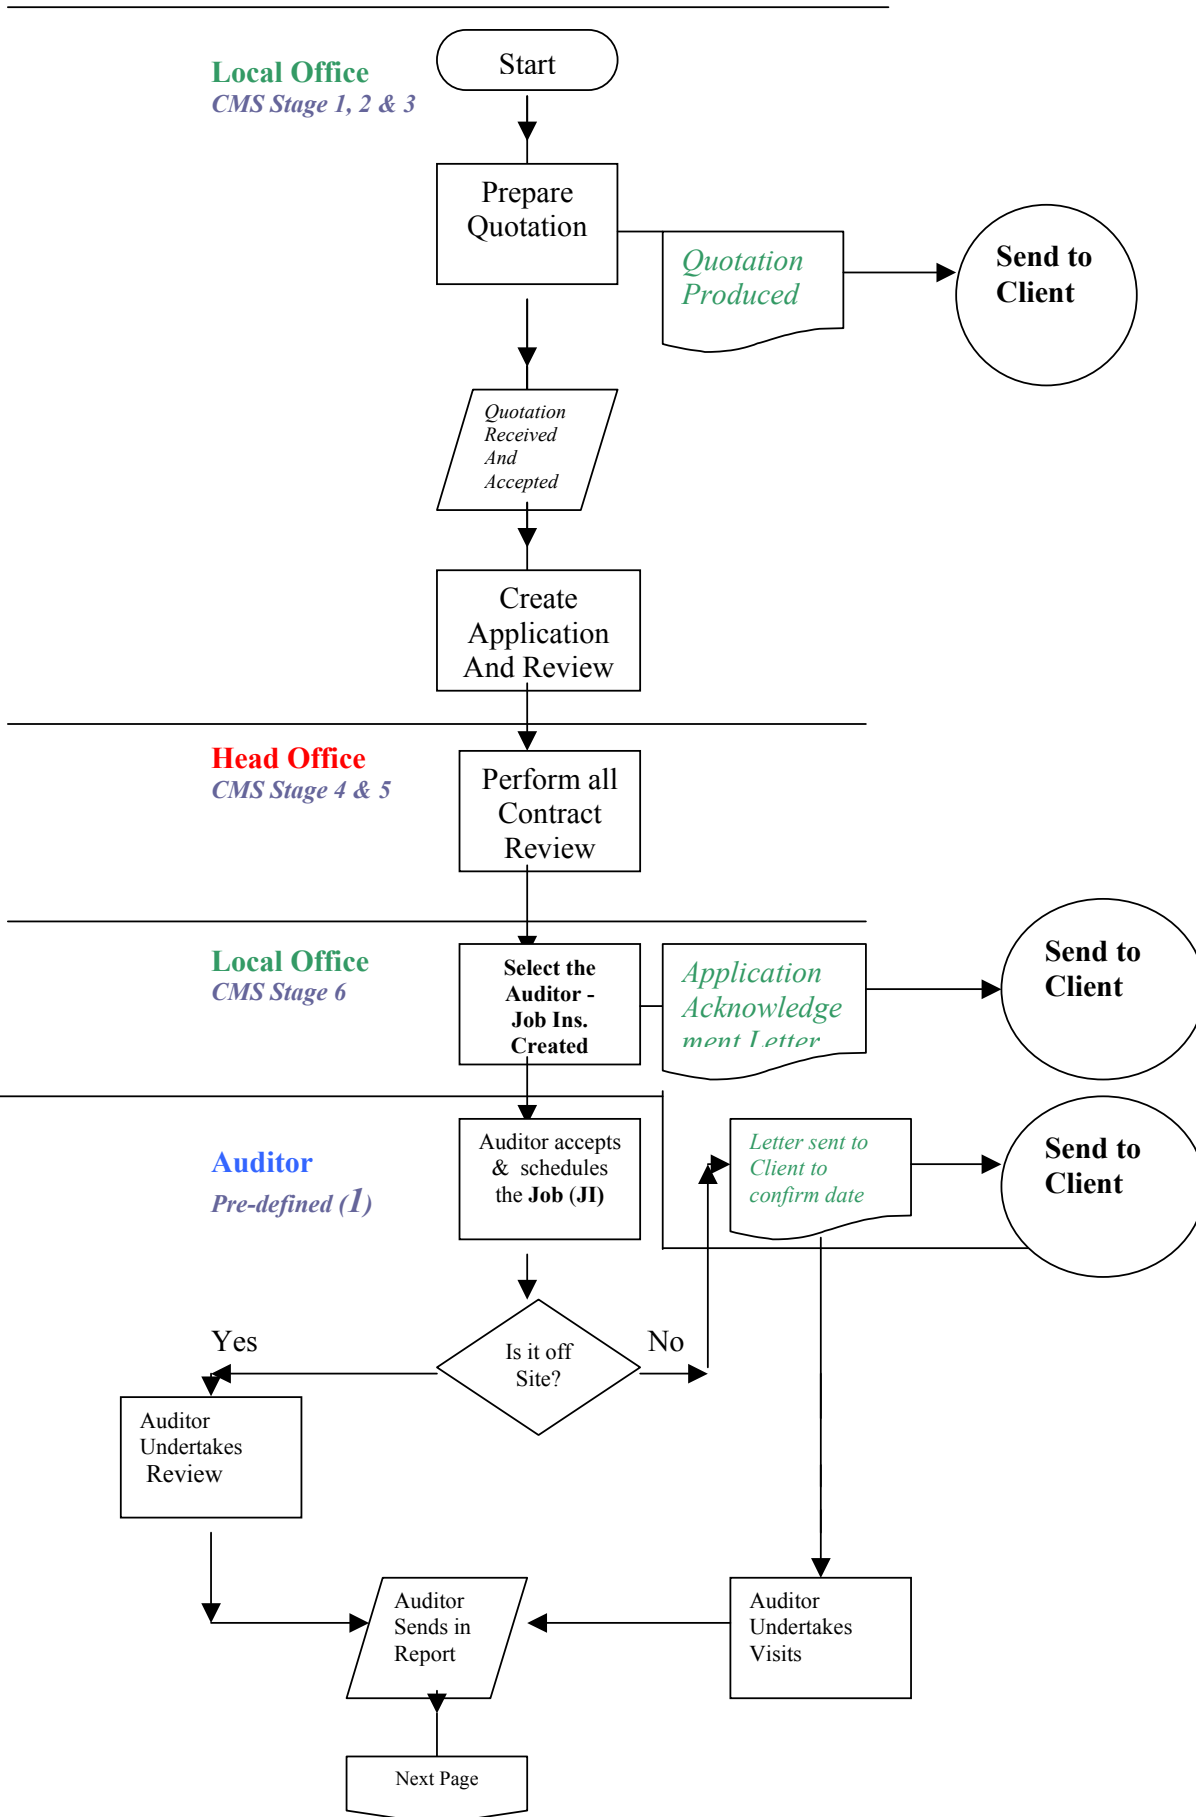 Start
Local Office
CMS Stage 1, 2 & 3
Prepare
Quotation
Quotation
Produced
Send to
Client
Quotation
Received
And
Accepted
Create
Application
And Review
Head Office
CMS Stage 4 & 5
Perform all
Contract
Review
Local Office
CMS Stage 6
Select the
Auditor -
Job Ins.
Created
Application
Acknowledge
ment Letter
Send to
Client
Auditor
Pre-defined (1)
Auditor accepts
& schedules
the Job (JI)
Letter sent to
Client to
confirm date
Send to
Client
Yes
Is it off
Site?
No
Auditor
Undertakes
Review
Auditor
Sends in
Report
Auditor
Undertakes
Visits
Next Page